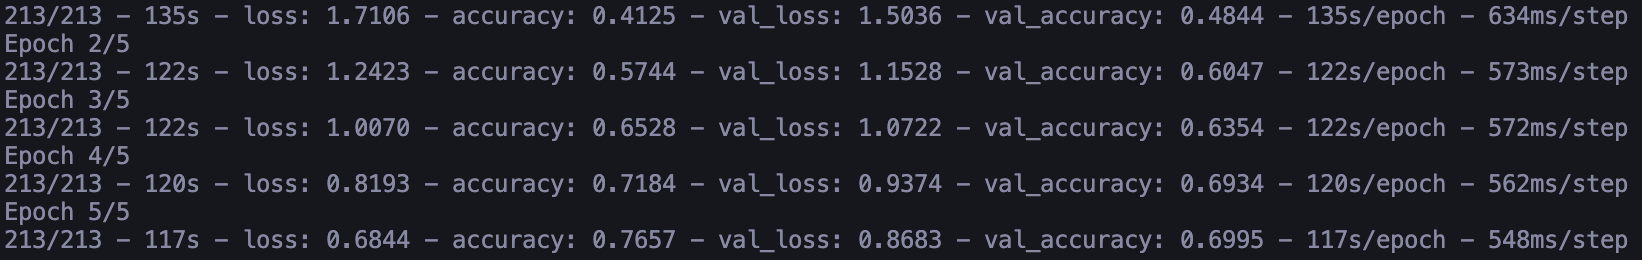 213/213 – 135s – loss: 1.7106 – accuracy: 0.4125 – val_loss: 1.5036 – val_accuracy: 0.4844 – 135s/epoch – 634ms/step
Epoch 2/5
213/213 – 122s – loss: 1.2423 – accuracy: 0.5744 – val_loss: 1.1528 – val_accuracy: 0.6047 – 122s/epoch – 573ms/step
Epoch 3/5
213/213 – 122s – loss: 1.0070 – accuracy: 0.6528 – val_loss: 1.0722 – val_accuracy: 0.6354 – 122s/epoch – 572ms/step
Epoch 4/5
213/213 – 120s – loss: 0.8193 – accuracy: 0.7184 – val_loss: 0.9374 – val_accuracy: 0.6934 – 120s/epoch – 562ms/step
Epoch 5/5
213/213 – 117s – loss: 0.6844 – accuracy: 0.7657 – val_loss: 0.8683 – val_accuracy: 0.6995 – 117s/epoch – 548ms/step